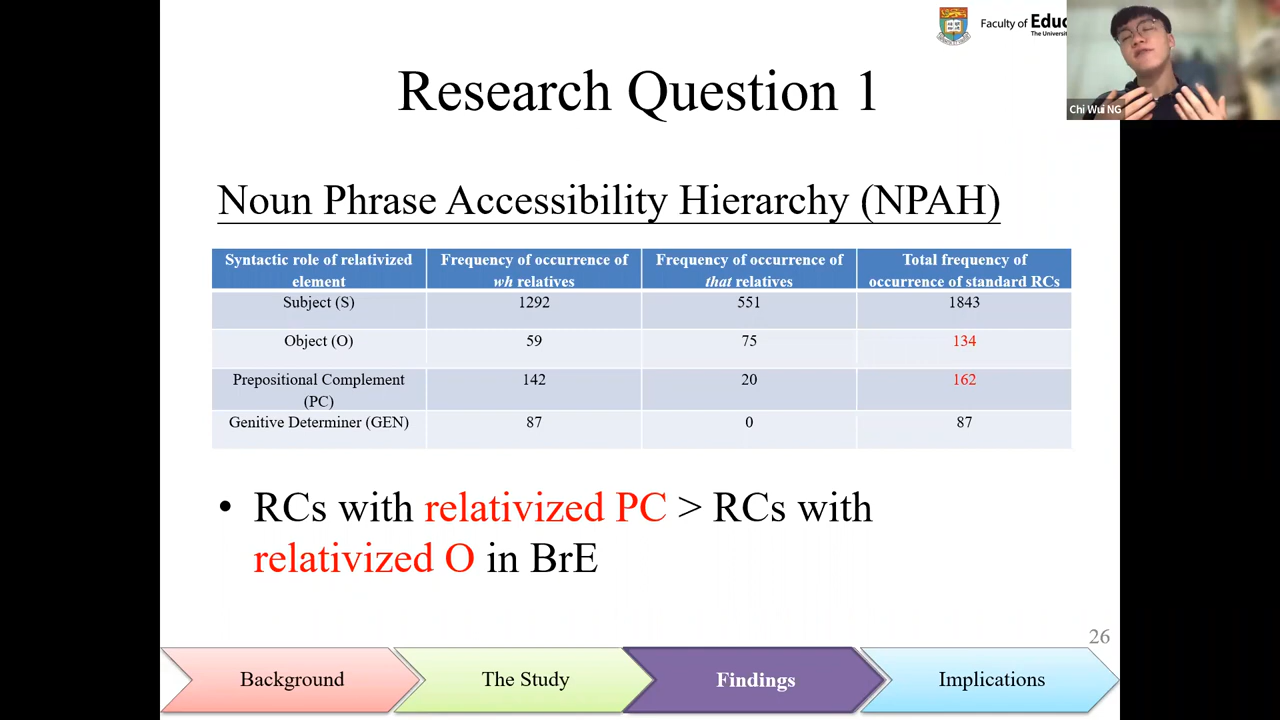 Faculty of Educ
The Universi
Chi Wui NG
Research Question 1
Noun Phrase Accessibility Hierarchy (NPAH)
Syntactic role of relativized element Frequency of occurrence of wh relatives Frequency of occurrence of that relatives Total frequency of occurrence of standard RCs
Subject (S) 1292 551 1843
Object (O) 59 75 134
Prepositional Complement (PC) 142 20 162
Genitive Determiner (GEN) 87 0 87
• RCs with relativized PC > RCs with
relativized O in BrE
26
Background The Study Findings Implications